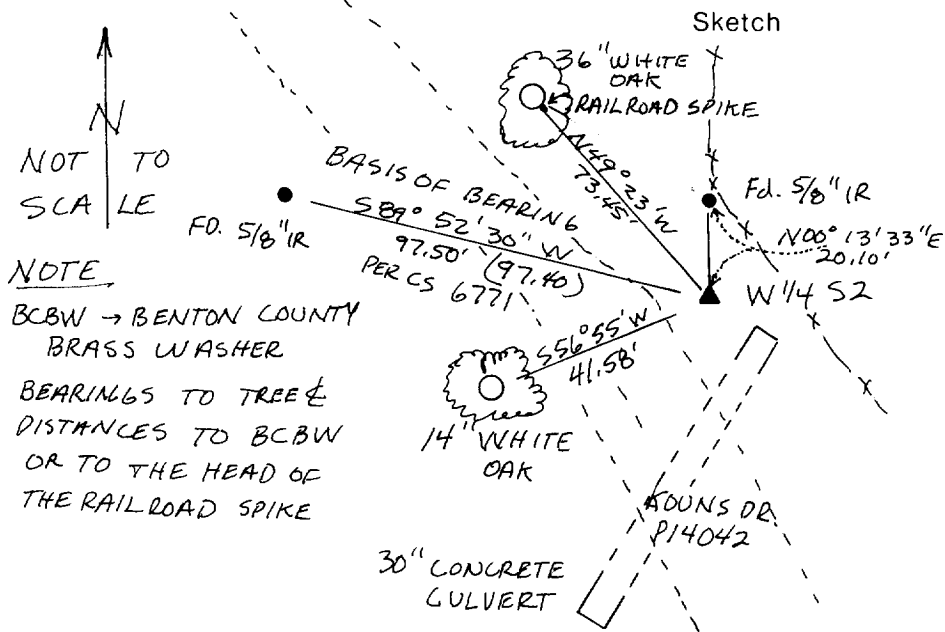 Sketch
36" WHITE
OAK
RAILROAD SPIKE
N
NOT TO
SCALE
BASIS OF BEARING
S89° 52' 30" W
97.50' (97.40)
PER CS 6771
FD. 5/8" IR
N49° 23' W
73.45'
Fd. 5/8" IR
N00° 13' 33" E
20.10'
W 1/4 S2
NOTE
BCBW → BENTON COUNTY
BRASS WASHER
BEARINGS TO TREE &
DISTANCES TO BCBW
OR TO THE HEAD OF
THE RAILROAD SPIKE
S56° 55' W
41.58'
14" WHITE
OAK
KOUNS DR.
P14042
30" CONCRETE
CULVERT